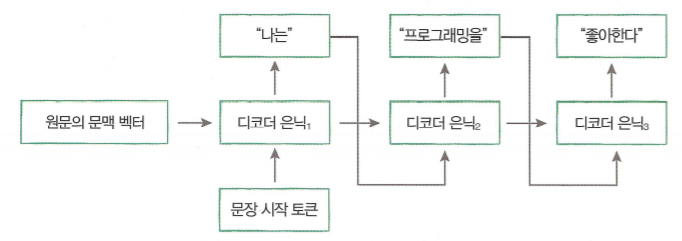 “나는”
“프로그래밍을”
“좋아한다”
원문의 문맥 벡터
디코더 은닉₁
디코더 은닉₂
디코더 은닉₃
문장 시작 토큰